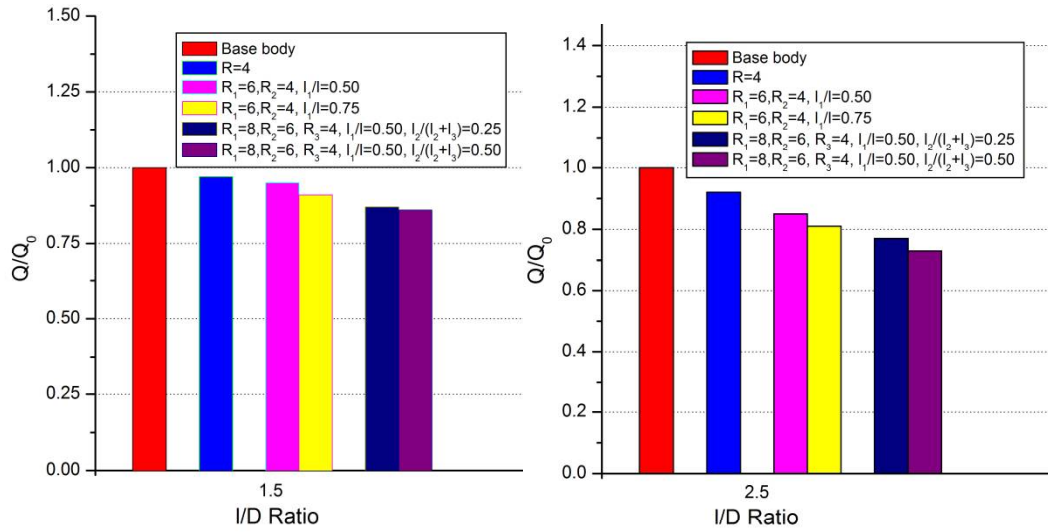 1.50
1.25
1.00
0.75
0.50
0.25
0.00
Q/Q₀
Base body
R=4
R₁=6,R₂=4, l₁/l=0.50
R₁=6,R₂=4, l₁/l=0.75
R₁=8,R₂=6, R₃=4, l₁/l=0.50, l₂/(l₂+l₃)=0.25
R₁=8,R₂=6, R₃=4, l₁/l=0.50, l₂/(l₂+l₃)=0.50
1.5
l/D Ratio
1.4
1.2
1.0
0.8
0.6
0.4
0.2
0.0
Q/Q₀
Base body
R=4
R₁=6,R₂=4, l₁/l=0.50
R₁=6,R₂=4, l₁/l=0.75
R₁=8,R₂=6, R₃=4, l₁/l=0.50, l₂/(l₂+l₃)=0.25
R₁=8,R₂=6, R₃=4, l₁/l=0.50, l₂/(l₂+l₃)=0.50
2.5
l/D Ratio